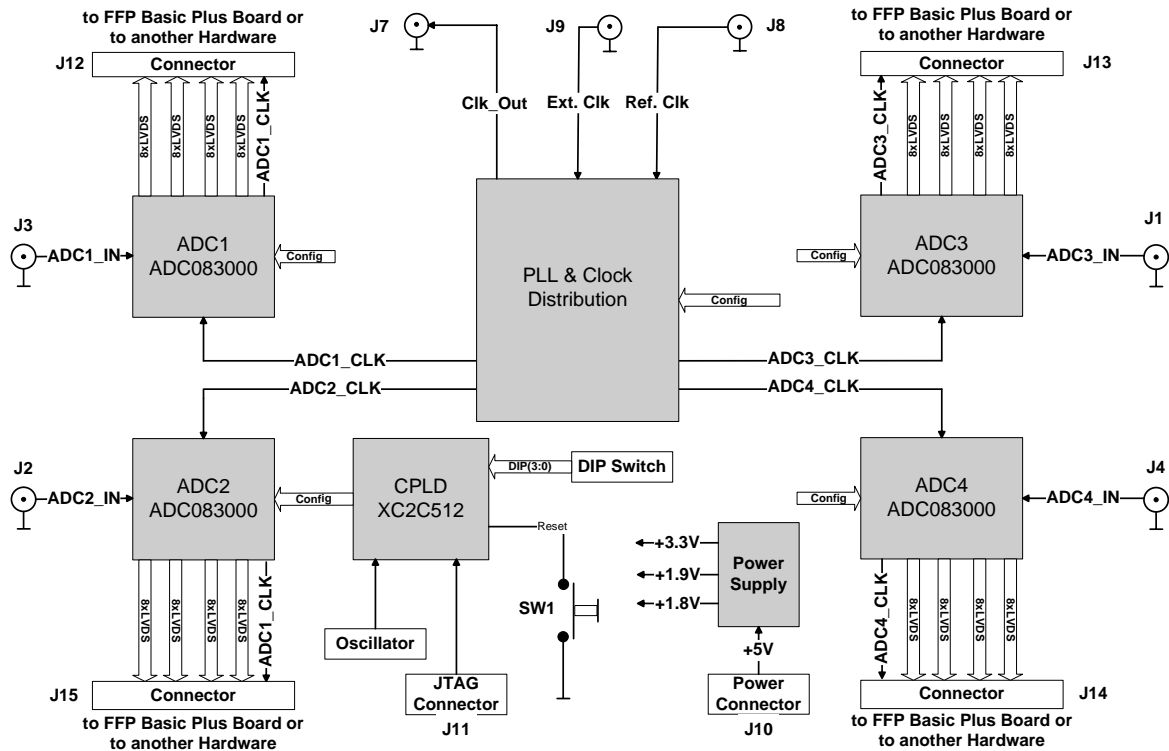 to FFP Basic Plus Board or
to another Hardware
J12
Connector
8xLVDS
8xLVDS
8xLVDS
8xLVDS
ADC1_CLK
J3
ADC1_IN
ADC1
ADC083000
Config
J7
J9
J8
Clk_Out
Ext. Clk
Ref. Clk
PLL & Clock
Distribution
Config
to FFP Basic Plus Board or
to another Hardware
Connector
J13
ADC3_CLK
8xLVDS
8xLVDS
8xLVDS
8xLVDS
Config
ADC3
ADC083000
ADC3_IN
J1
ADC1_CLK
ADC2_CLK
ADC3_CLK
ADC4_CLK
J2
ADC2_IN
ADC2
ADC083000
Config
CPLD
XC2C512
DIP(3:0)
DIP Switch
Reset
SW1
Oscillator
JTAG
Connector
J11
+3.3V
+1.9V
+1.8V
Power
Supply
+5V
Power
Connector
J10
Config
ADC4
ADC083000
ADC4_IN
J4
8xLVDS
8xLVDS
8xLVDS
8xLVDS
ADC1_CLK
J15
Connector
to FFP Basic Plus Board or
to another Hardware
ADC4_CLK
8xLVDS
8xLVDS
8xLVDS
8xLVDS
Connector
J14
to FFP Basic Plus Board or
to another Hardware